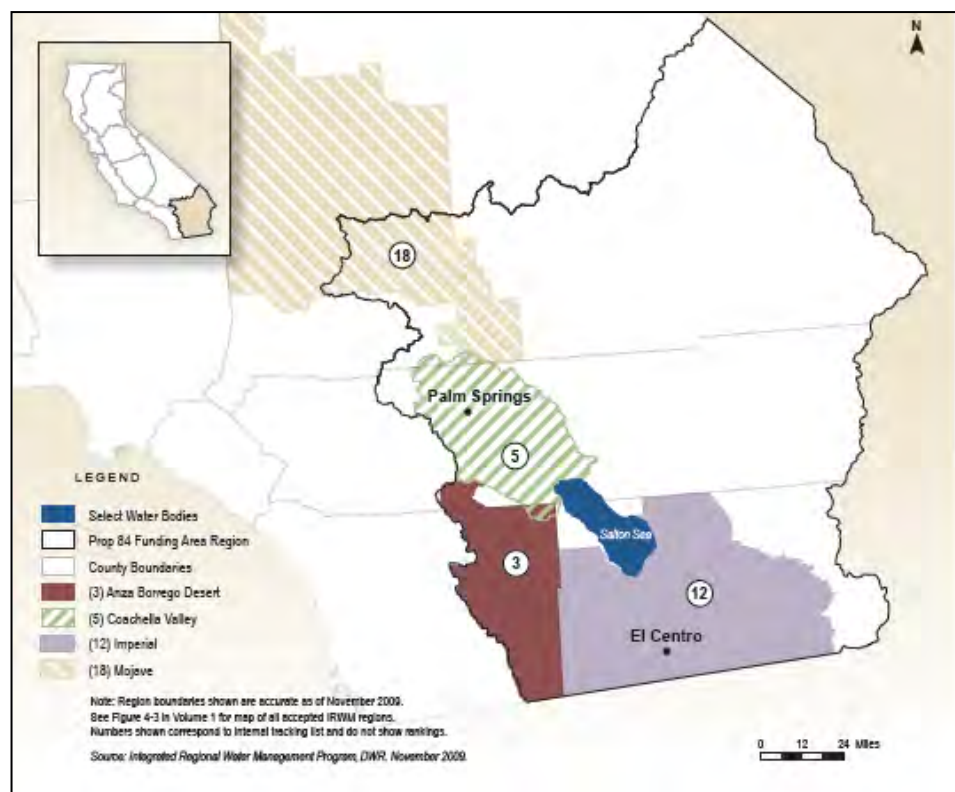 N
18
Palm Springs
5
LEGEND
Select Water Bodies
Prop 84 Funding Area Region
County Boundaries
(3) Anza Borrego Desert
(5) Coachella Valley
(12) Imperial
(18) Mojave
Salton Sea
3
12
El Centro
Note: Region boundaries shown are accurate as of November 2009.
See Figure 4-3 in Volume 1 for map of all accepted IRWM regions.
Numbers shown correspond to internal tracking list and do not show rankings.
Source: Integrated Regional Water Management Program, DWR, November 2009.
0 12 24 Miles